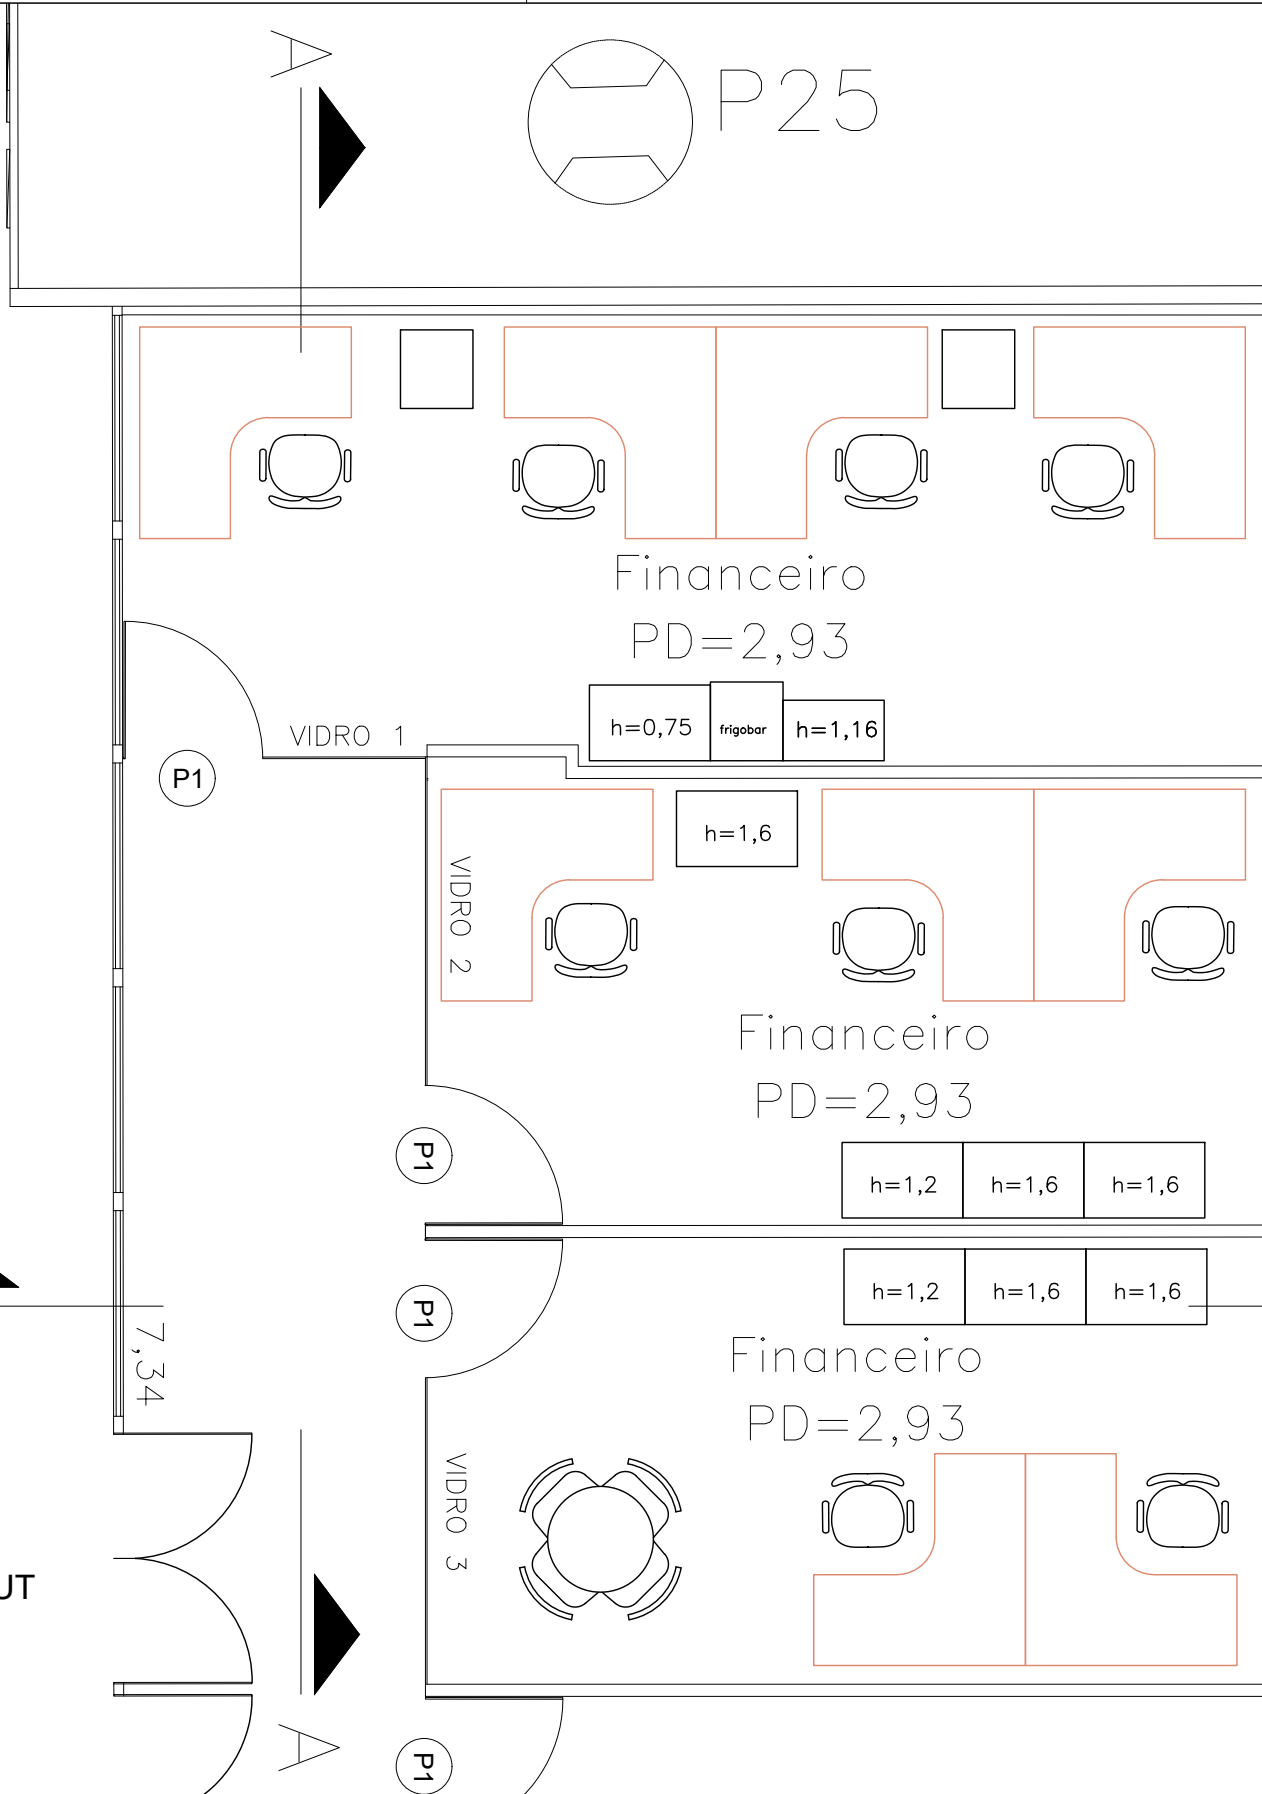 A
P25
Financeiro
PD=2,93
VIDRO 1
h=0,75
frigobar
h=1,16
P1
h=1,6
VIDRO 2
Financeiro
PD=2,93
P1
h=1,2
h=1,6
h=1,6
P1
h=1,2
h=1,6
h=1,6
7,34
Financeiro
PD=2,93
VIDRO 3
UT
A
P1